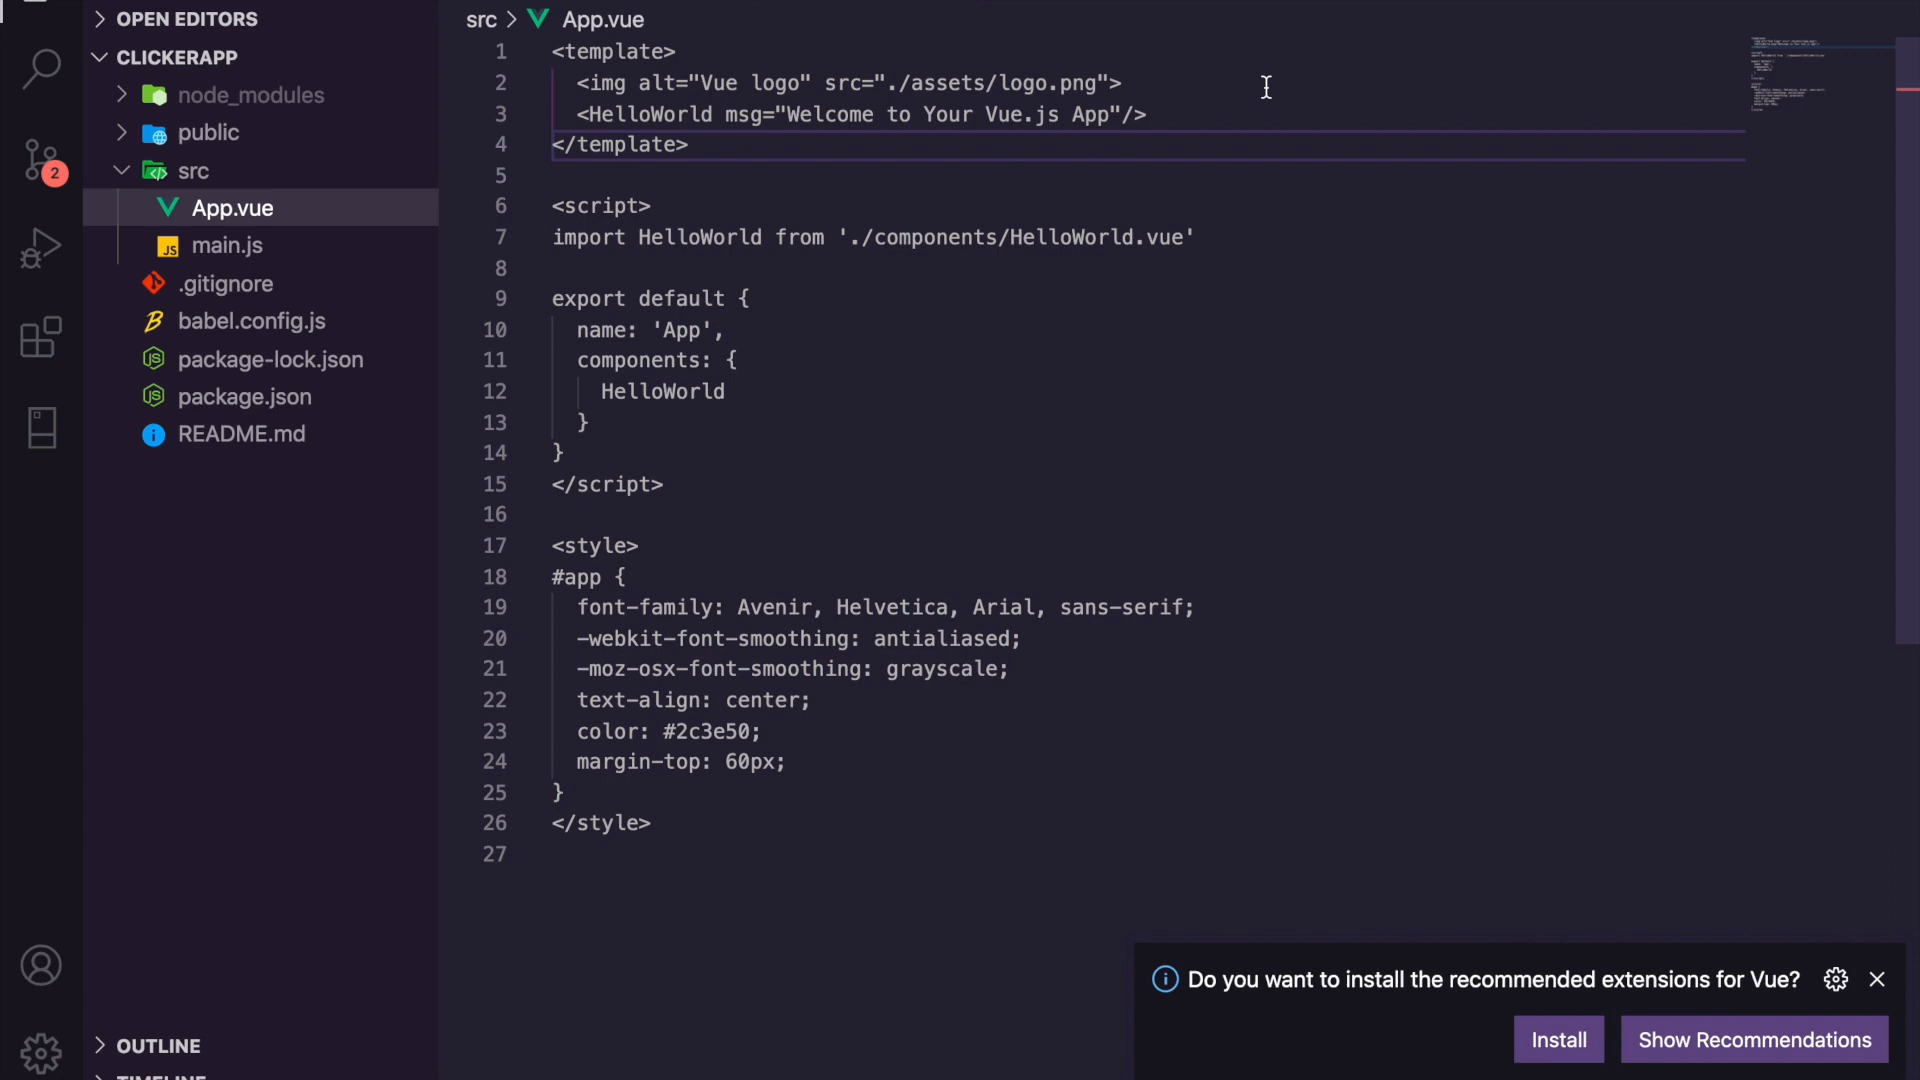 OPEN EDITORS
CLICKERAPP
node_modules
public
src
App.vue
JS main.js
.gitignore
babel.config.js
package-lock.json
package.json
README.md
2
OUTLINE
TIMELINE
src > App.vue
1 <template>
2 <img alt="Vue logo" src="./assets/logo.png">
3 <HelloWorld msg="Welcome to Your Vue.js App"/>
4 </template>
5
6 <script>
7 import HelloWorld from './components/HelloWorld.vue'
8
9 export default {
10 name: 'App',
11 components: {
12 HelloWorld
13 }
14 }
15 </script>
16
17 <style>
18 #app {
19 font-family: Avenir, Helvetica, Arial, sans-serif;
20 -webkit-font-smoothing: antialiased;
21 -moz-osx-font-smoothing: grayscale;
22 text-align: center;
23 color: #2c3e50;
24 margin-top: 60px;
25 }
26 </style>
27
Do you want to install the recommended extensions for Vue?
Install
Show Recommendations